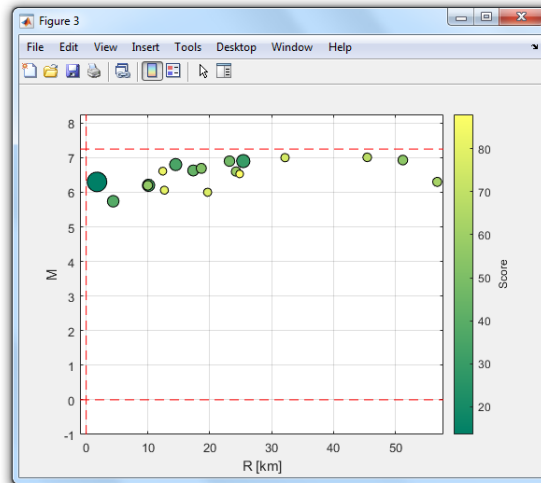 Figure 3
File Edit View Insert Tools Desktop Window Help
8
7
6
5
4
3
2
1
0
-1
M
0 10 20 30 40 50
R [km]
80
70
60
50
40
30
20
Score